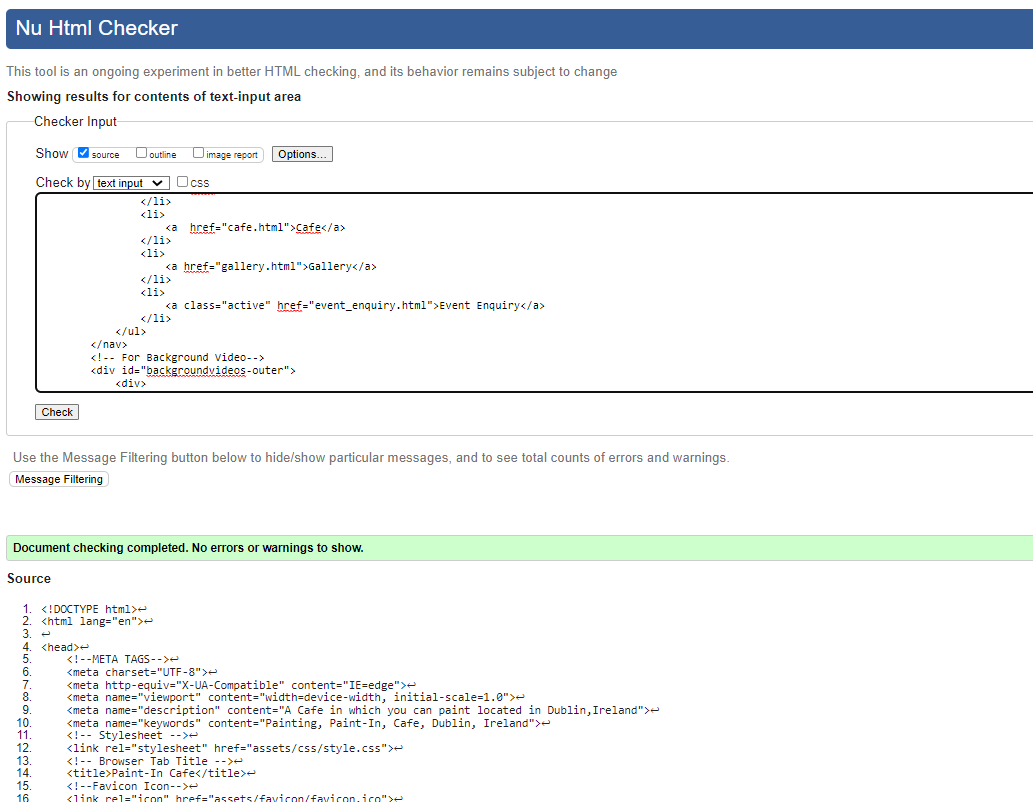 Nu Html Checker
This tool is an ongoing experiment in better HTML checking, and its behavior remains subject to change
Showing results for contents of text-input area
Checker Input
Show source outline image report Options...
Check by text input css
</li>
<li>
<a  href="cafe.html">Cafe</a>
</li>
<li>
<a href="gallery.html">Gallery</a>
</li>
<li>
<a class="active" href="event_enquiry.html">Event Enquiry</a>
</li>
</ul>
</nav>
<!-- For Background Video-->
<div id="backgroundvideos-outer">
<div>
Check
Use the Message Filtering button below to hide/show particular messages, and to see total counts of errors and warnings.
Message Filtering
Document checking completed. No errors or warnings to show.
Source
1. <!DOCTYPE html>↩
2. <html lang="en">↩
3. ↩
4. <head>↩
5. <!--META TAGS-->↩
6. <meta charset="UTF-8">↩
7. <meta http-equiv="X-UA-Compatible" content="IE=edge">↩
8. <meta name="viewport" content="width=device-width, initial-scale=1.0">↩
9. <meta name="description" content="A Cafe in which you can paint located in Dublin,Ireland">↩
10. <meta name="keywords" content="Painting, Paint-In, Cafe, Dublin, Ireland">↩
11. <!-- Stylesheet -->↩
12. <link rel="stylesheet" href="assets/css/style.css">↩
13. <!-- Browser Tab Title -->↩
14. <title>Paint-In Cafe</title>↩
15. <!--Favicon Icon-->↩
16. <link rel="icon" href="assets/favicon/favicon.ico">↩